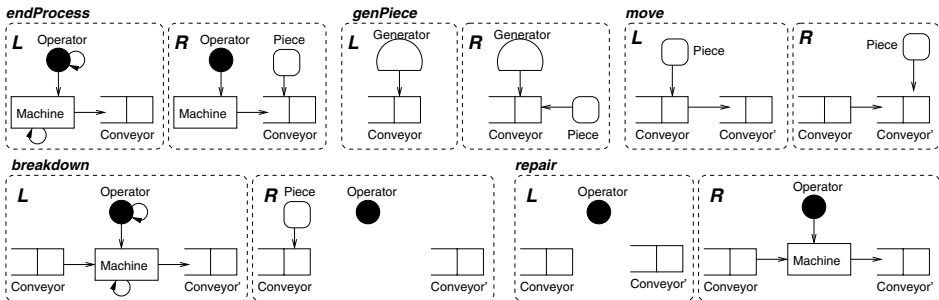 endProcess
genPiece
move
L Operator
R Operator Piece
L Generator
R Generator
L Piece
R Piece
Machine
Conveyor
Machine
Conveyor
Conveyor
Conveyor Piece
Conveyor Conveyor'
Conveyor Conveyor'
breakdown
repair
L Operator
R Piece Operator
L Operator
R Operator
Machine
Conveyor Conveyor'
Conveyor Conveyor'
Conveyor Conveyor'
Machine
Conveyor Conveyor'